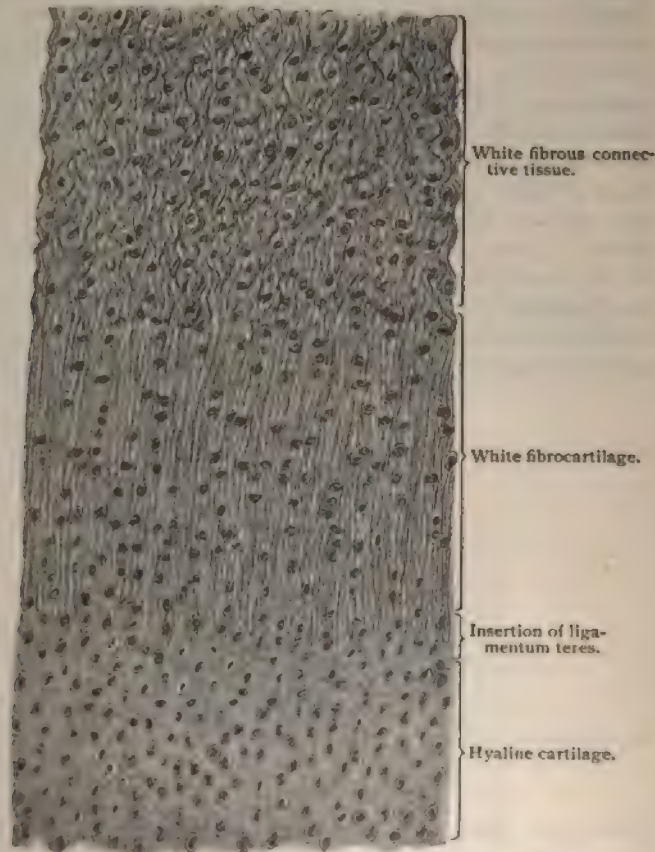 White fibrous connec-
tive tissue.
White fibrocartilage.
Insertion of liga-
mentum teres.
Hyaline cartilage.